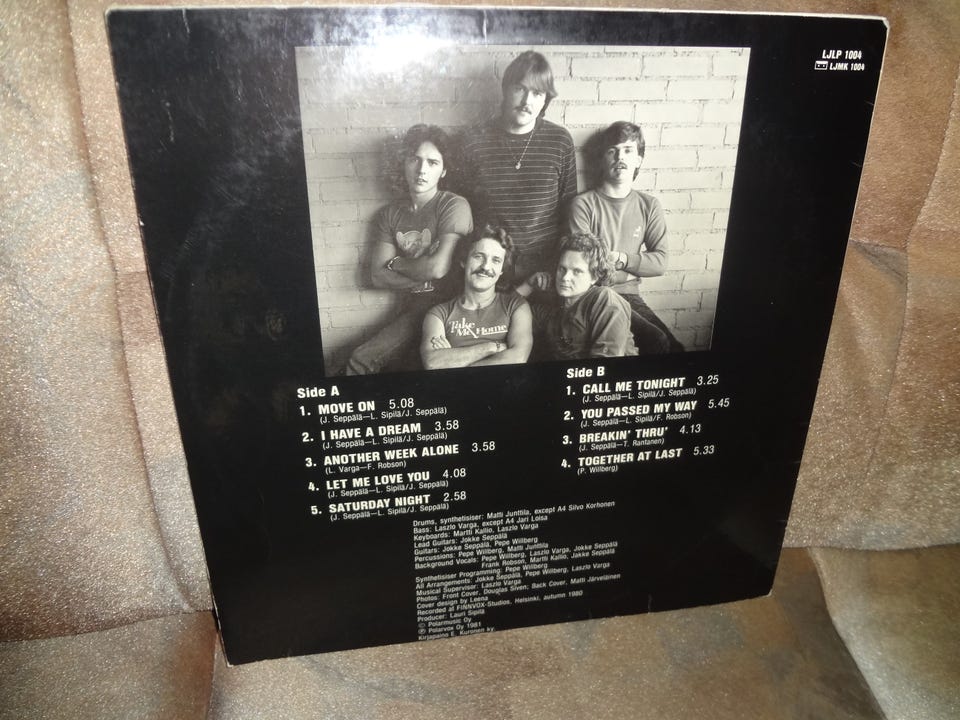 LJLP 1004
LJMK 1004
Take
Me Home
Side A
1. MOVE ON 5.08
(J. Seppälä—L. Sipilä/J. Seppälä)
2. I HAVE A DREAM 3.58
(J. Seppälä—L. Sipilä/J. Seppälä)
3. ANOTHER WEEK ALONE 3.58
(L. Varga—F. Robson)
4. LET ME LOVE YOU 4.08
(J. Seppälä—L. Sipilä/J. Seppälä)
5. SATURDAY NIGHT 2.58
(J. Seppälä—L. Sipilä/J. Seppälä)
Side B
1. CALL ME TONIGHT 3.25
(J. Seppälä—L. Sipilä/J. Seppälä)
2. YOU PASSED MY WAY 5.45
(J. Seppälä—L. Sipilä/F. Robson)
3. BREAKIN' THRU' 4.13
(J. Seppälä—T. Rantanen)
4. TOGETHER AT LAST 5.33
(P. Willberg)
Drums, synthetisiser: Matti Junttila, except A4 Silvo Korhonen
Bass: Laszlo Varga, except A4 Jari Loisa
Keyboards: Martti Kallio, Laszlo Varga
Lead Guitars: Jokke Seppälä
Guitars: Jokke Seppälä, Pepe Willberg
Percussions: Pepe Willberg, Matti Junttila
Background Vocals: Pepe Willberg, Laszlo Varga, Jokke Seppälä
Frank Robson, Martti Kallio, Jakke Seppälä
Synthetisiser Programming: Pepe Willberg
All Arrangements: Jokke Seppälä, Pepe Willberg, Laszlo Varga
Musical Superviser: Laszlo Varga
Photos: Front Cover, Douglas Siven; Back Cover, Matti Järveläinen
Cover design by Leena
Recorded at FINNVOX-Studios, Helsinki, autumn 1980
Producer: Lauri Sipilä
© Polarmusic Oy
℗ Polarvox Oy 1981
Kirjapaino E. Kuronen ky.